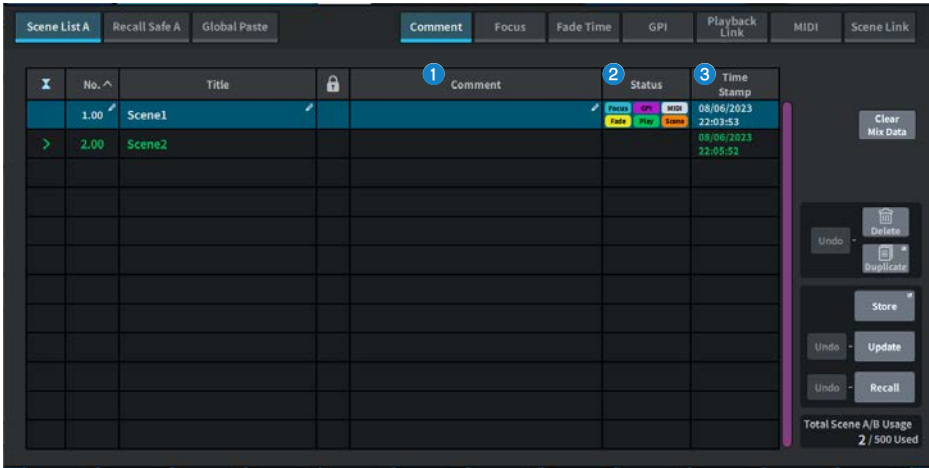 Scene List A
Recall Safe A
Global Paste
Comment
Focus
Fade Time
GPI
Playback
Link
MIDI
Scene Link
No.
Title
1
Comment
2
Status
3
Time
Stamp
1.00
Scene1
Focus GPI MIDI
Fade Play Scene
08/06/2023
22:03:53
> 2.00
Scene2
08/06/2023
22:05:52
Clear
Mix Data
Undo
-
Delete
Duplicate
Store
Undo - Update
Undo - Recall
Total Scene A/B Usage
2 / 500 Used